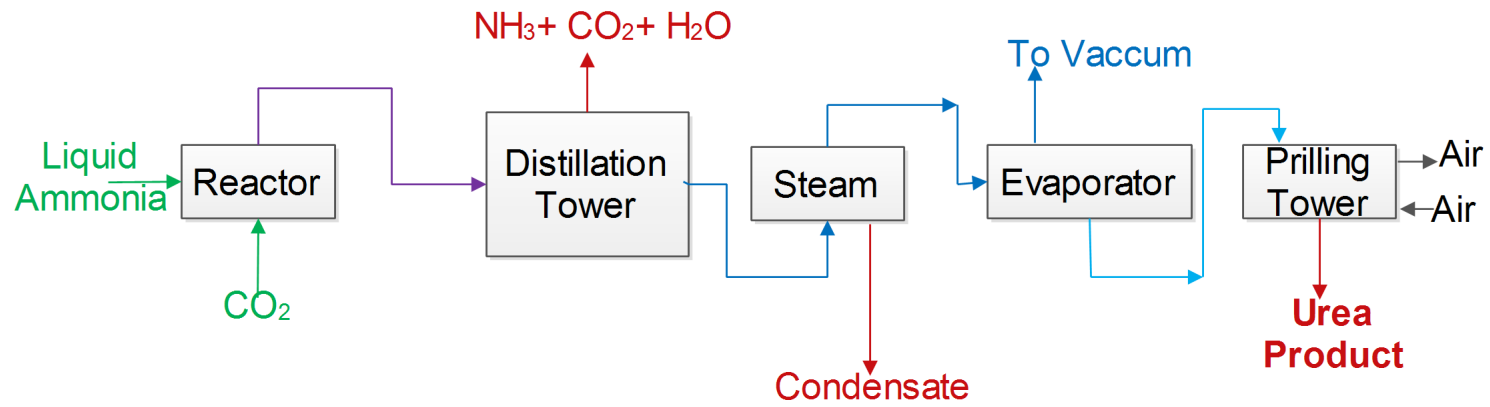 NH₃+ CO₂+ H₂O
To Vaccum
Liquid
Ammonia
Reactor
Distillation
Tower
Steam
Evaporator
Prilling
Tower
Air
Air
CO₂
Urea
Product
Condensate